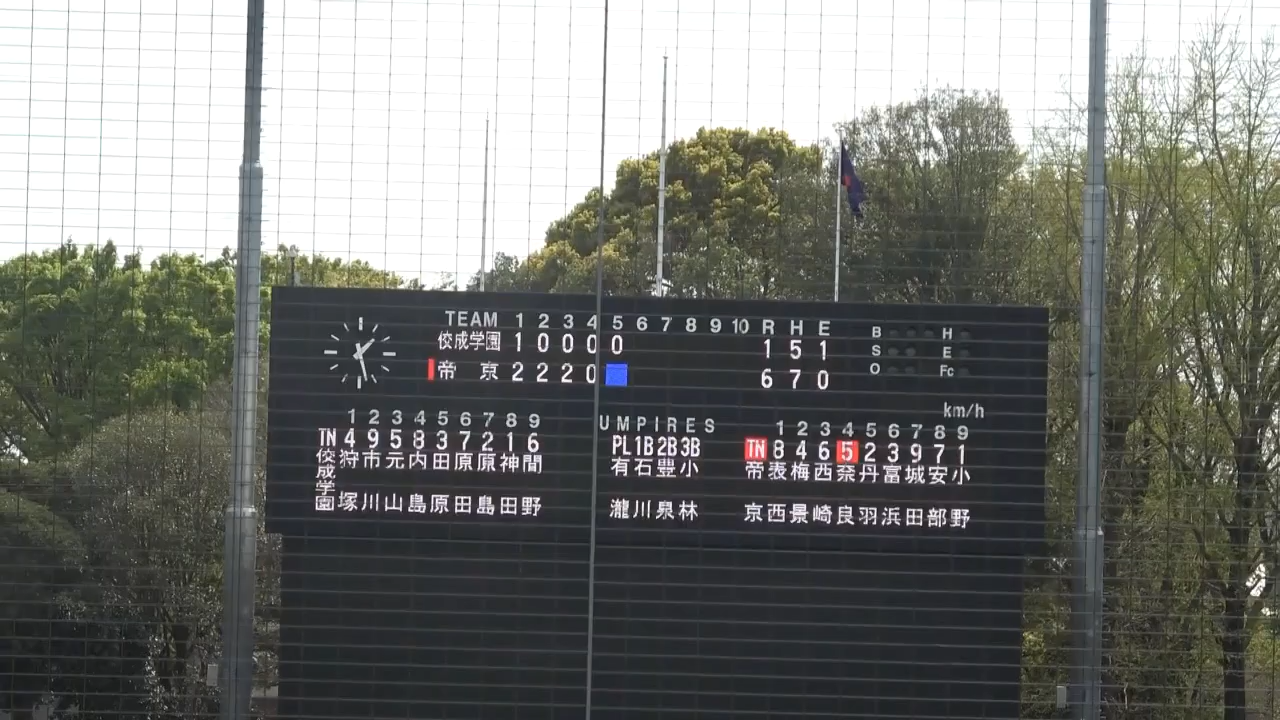 TEAM 1 2 3 4 5 6 7 8 9 10 R H E
佼成学園 1 0 0 0 0 1 5 1
帝 京 2 2 2 0 6 7 0
B H
S E
O Fc
km/h
1 2 3 4 5 6 7 8 9
TN 4 9 5 8 3 7 2 1 6
佼成学園 狩塚 市川 元山 内島 田原 原田 原島 神田 間野
UMPIRES
PL 1B 2B 3B
有瀧 石川 豊泉 小林
1 2 3 4 5 6 7 8 9
TN 8 4 6 5 2 3 9 7 1
帝京 表西 梅景 西崎 奈良 丹羽 富浜 城田 安部 小野